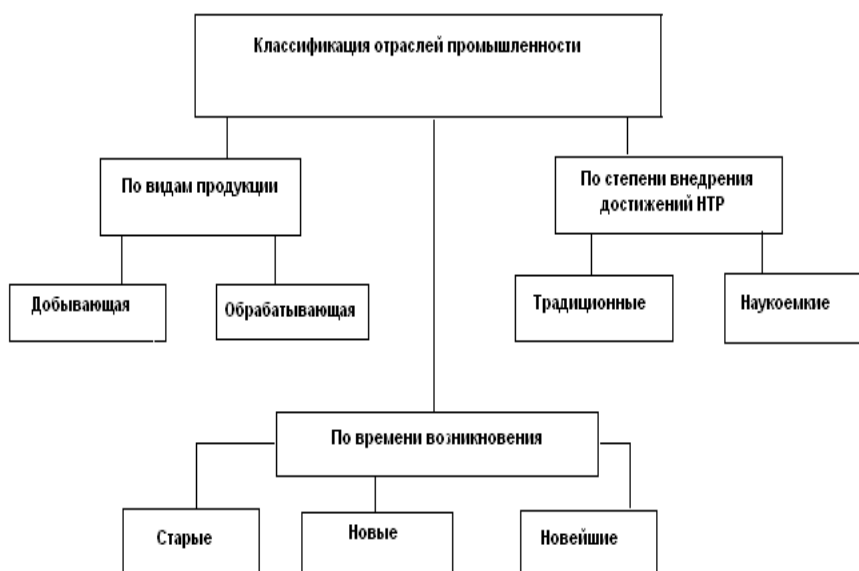 Классификация отраслей промышленности
По видам продукции
По степени внедрения
достижений НТР
Добывающая
Обрабатывающая
Традиционные
Наукоемкие
По времени возникновения
Старые
Новые
Новейшие